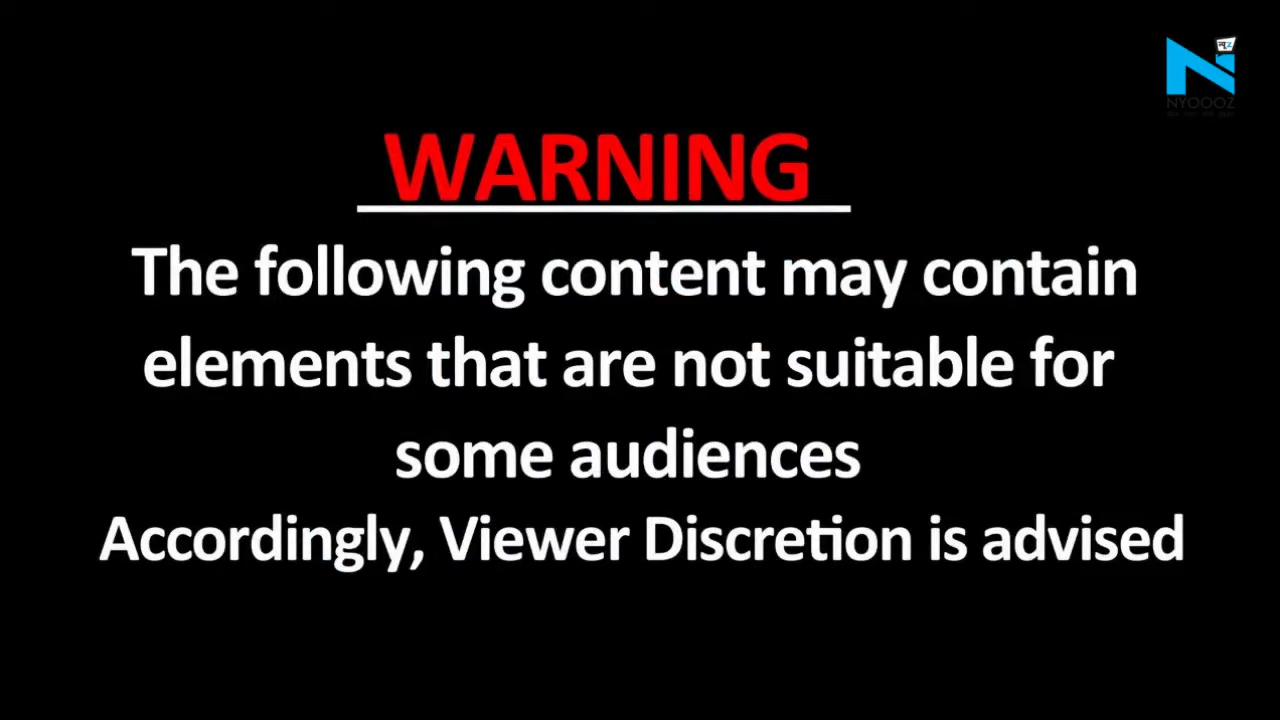 NYOOOZ
WARNING
The following content may contain
elements that are not suitable for
some audiences
Accordingly, Viewer Discretion is advised